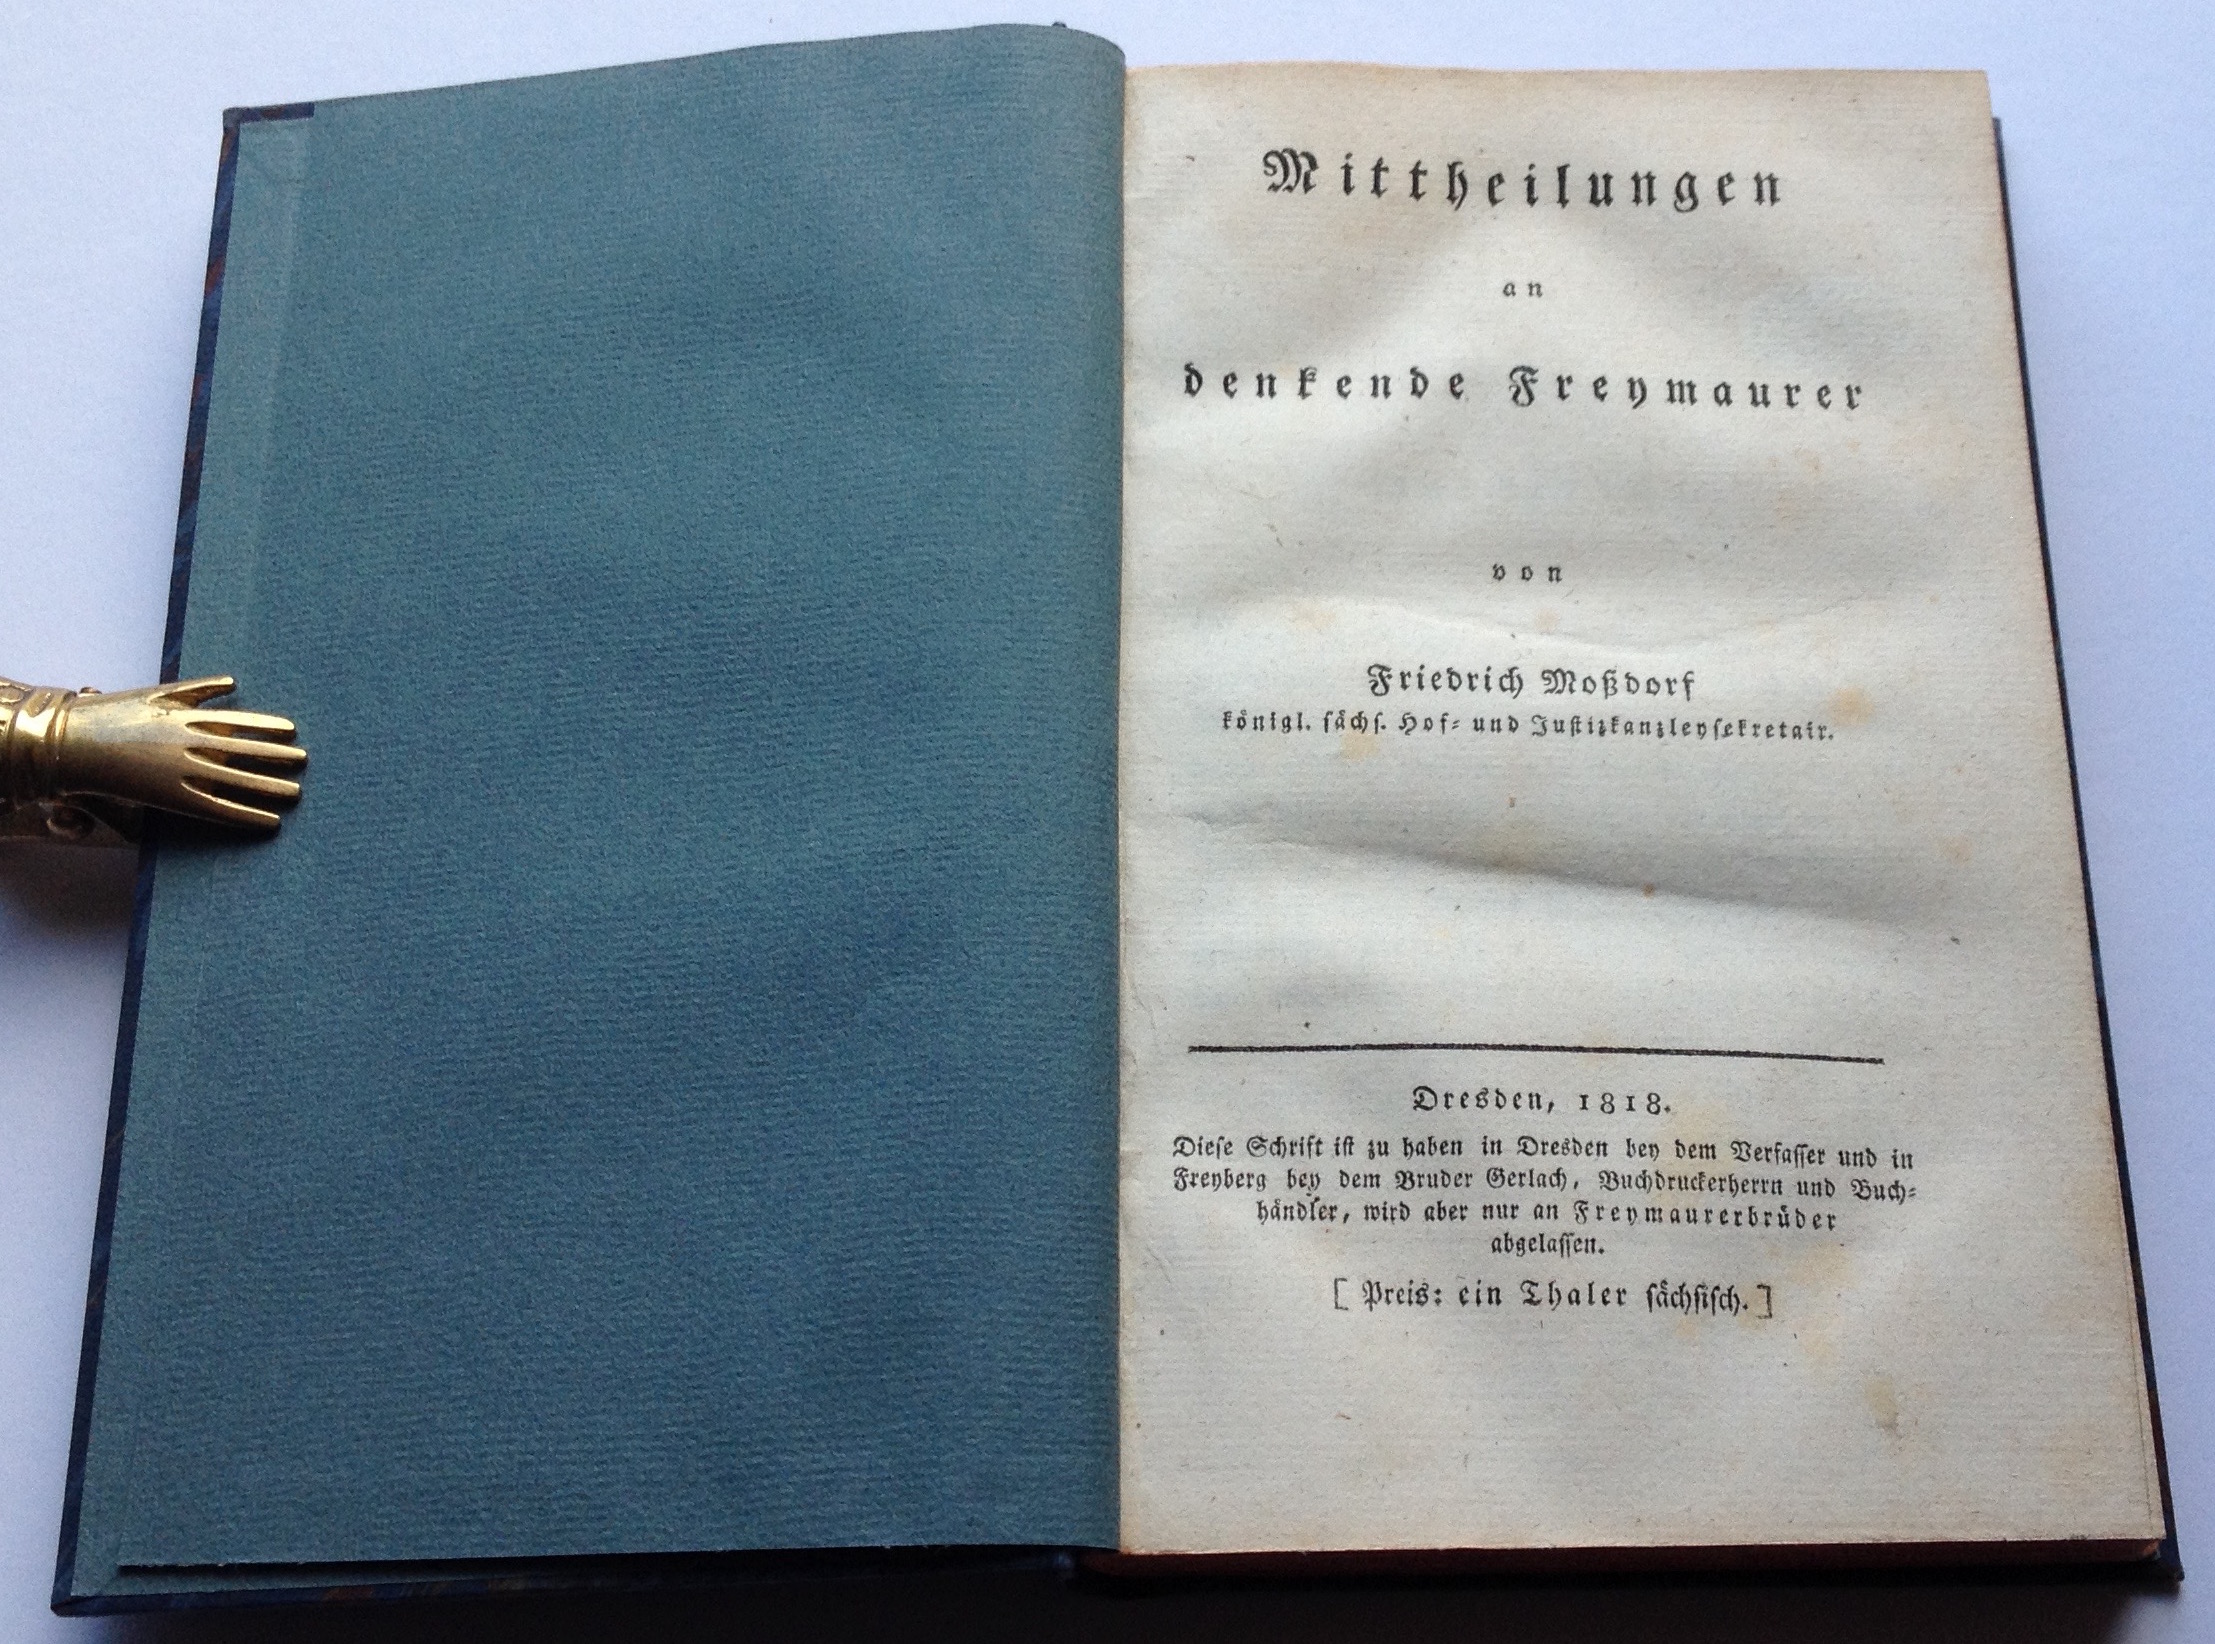 Mittheilungen
an
denkende Freymaurer
von
Friedrich Moßdorf
königl. sächs. Hof- und Justizkanzleysekretair.
Dresden, 1818.
Diese Schrift ist zu haben in Dresden bey dem Verfasser und in
Freyberg bey dem Bruder Gerlach, Buchdruckerherrn und Buch-
händler, wird aber nur an Freymaurerbrüder
abgelassen.
[ Preis: ein Thaler sächsisch. ]